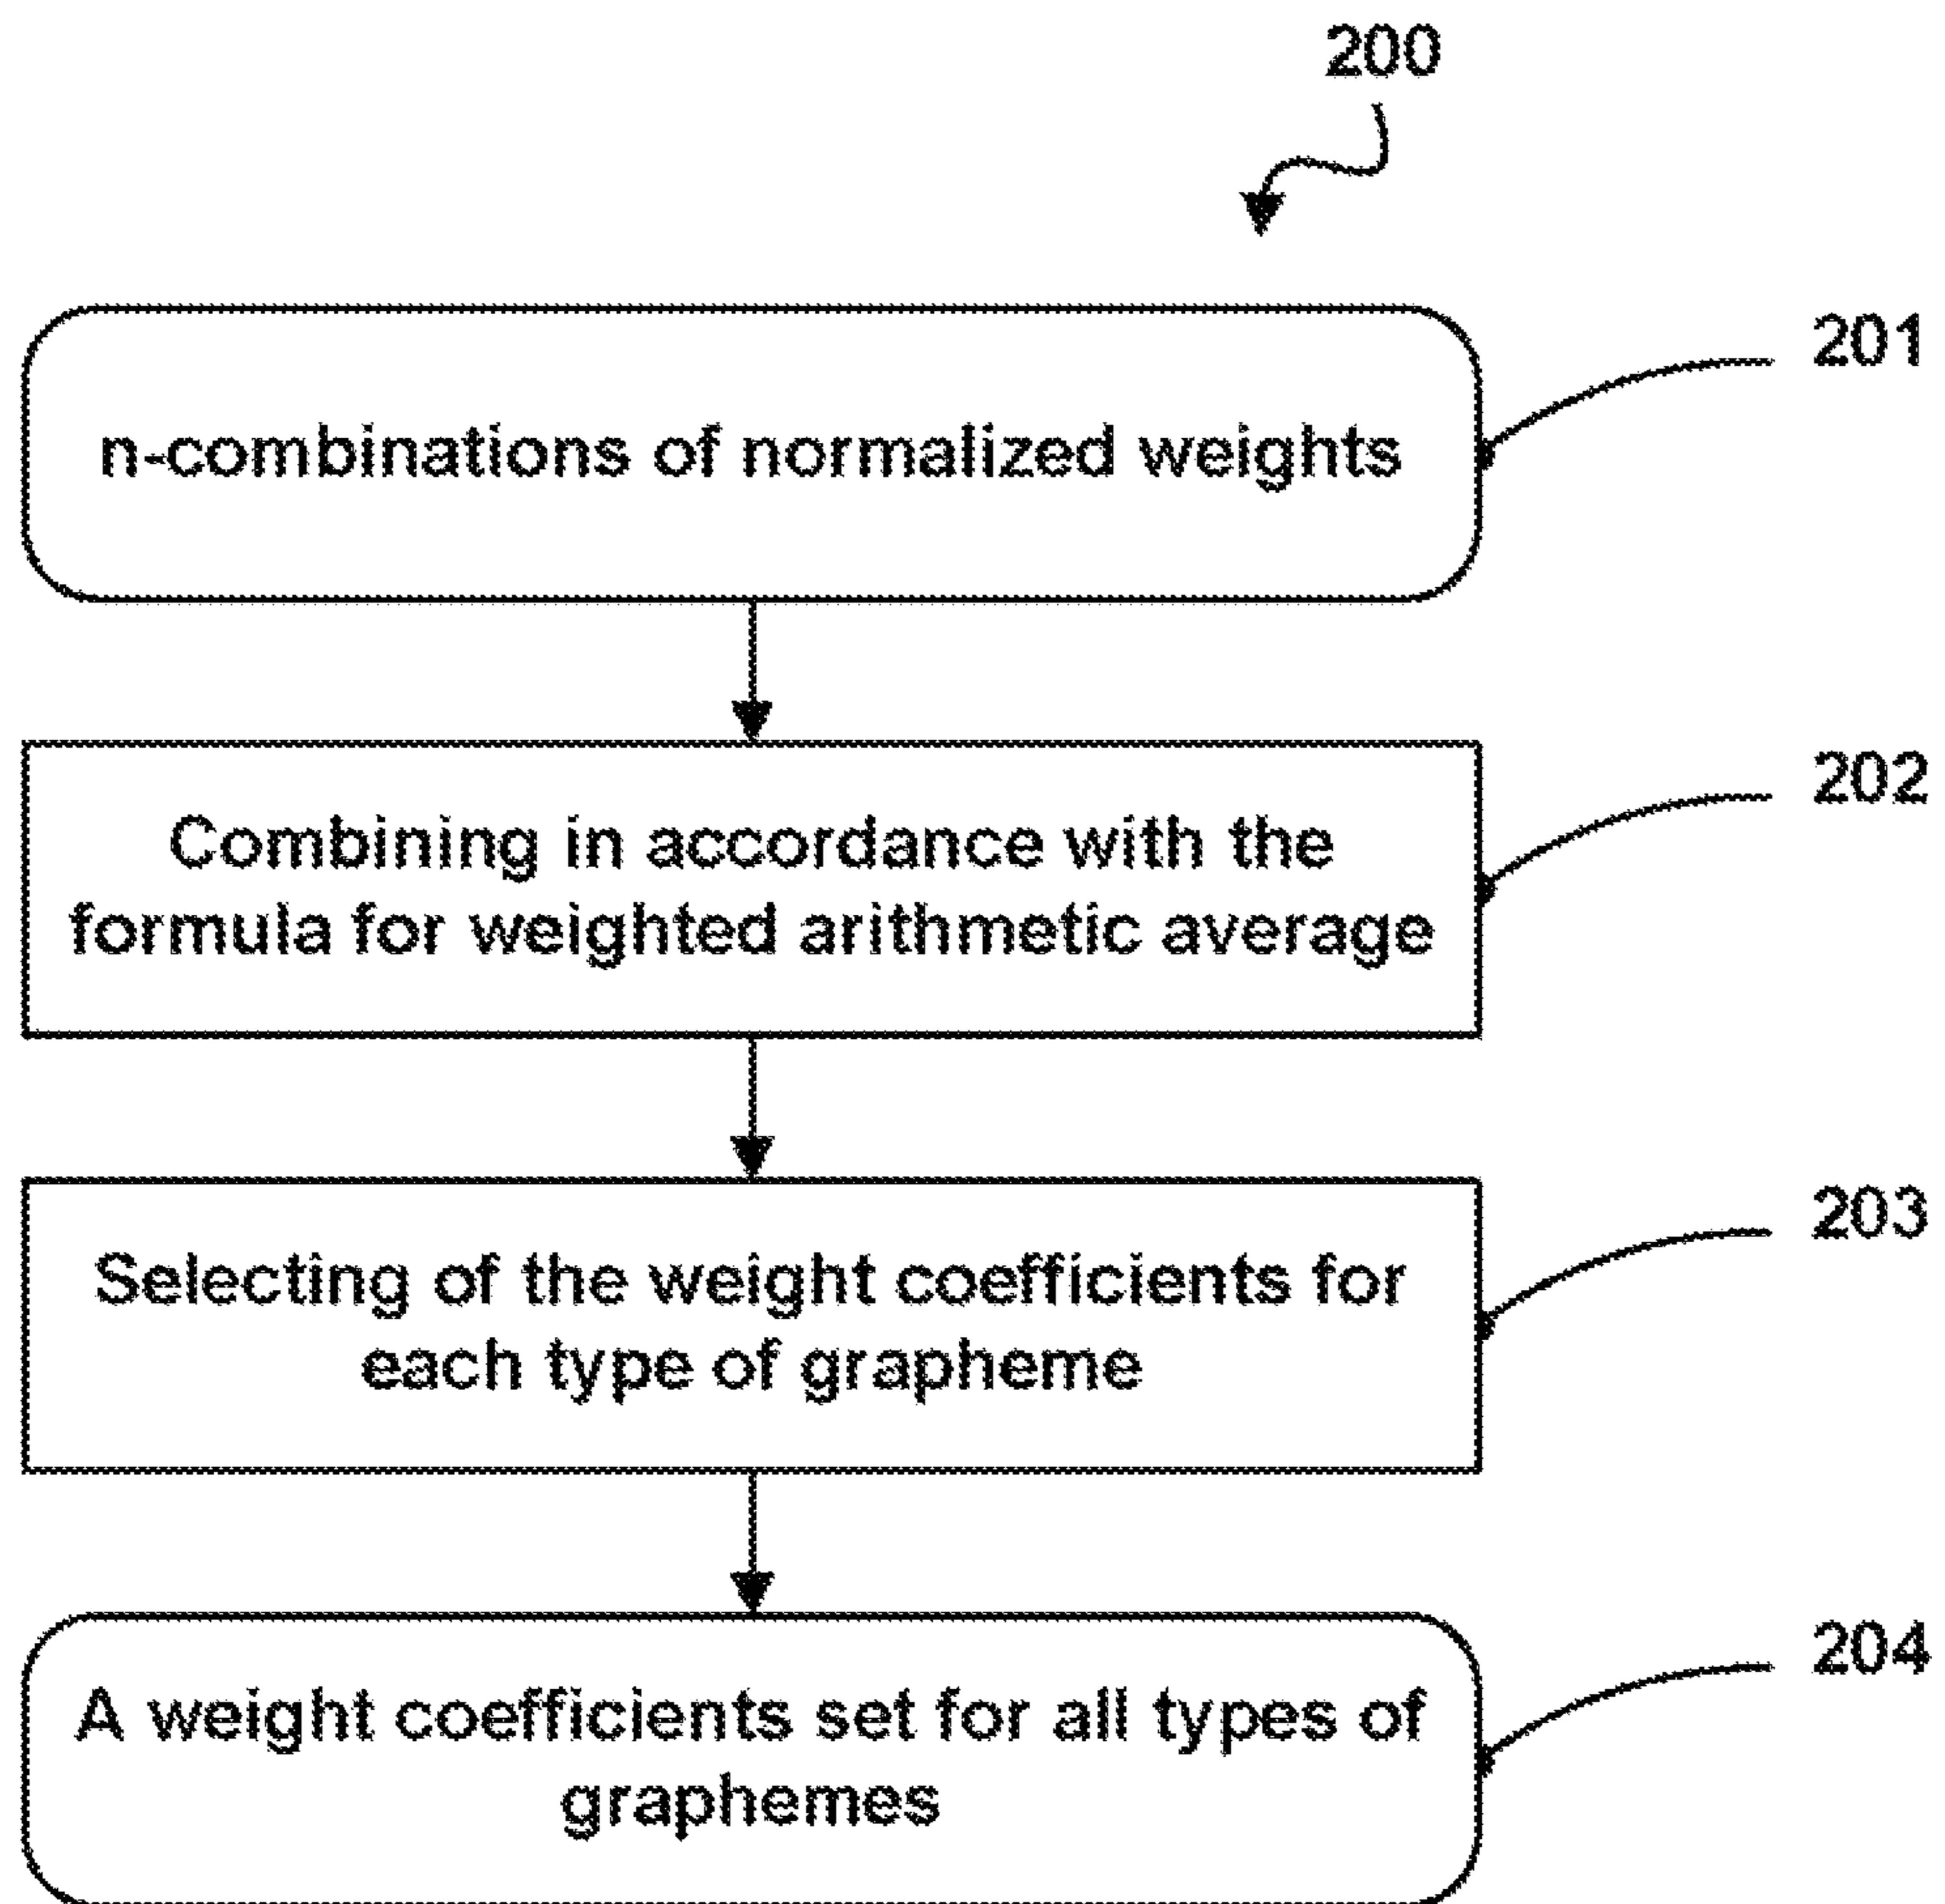 200
n-combinations of normalized weights
201
Combining in accordance with the
formula for weighted arithmetic average
202
Selecting of the weight coefficients for
each type of grapheme
203
A weight coefficients set for all types of
graphemes
204